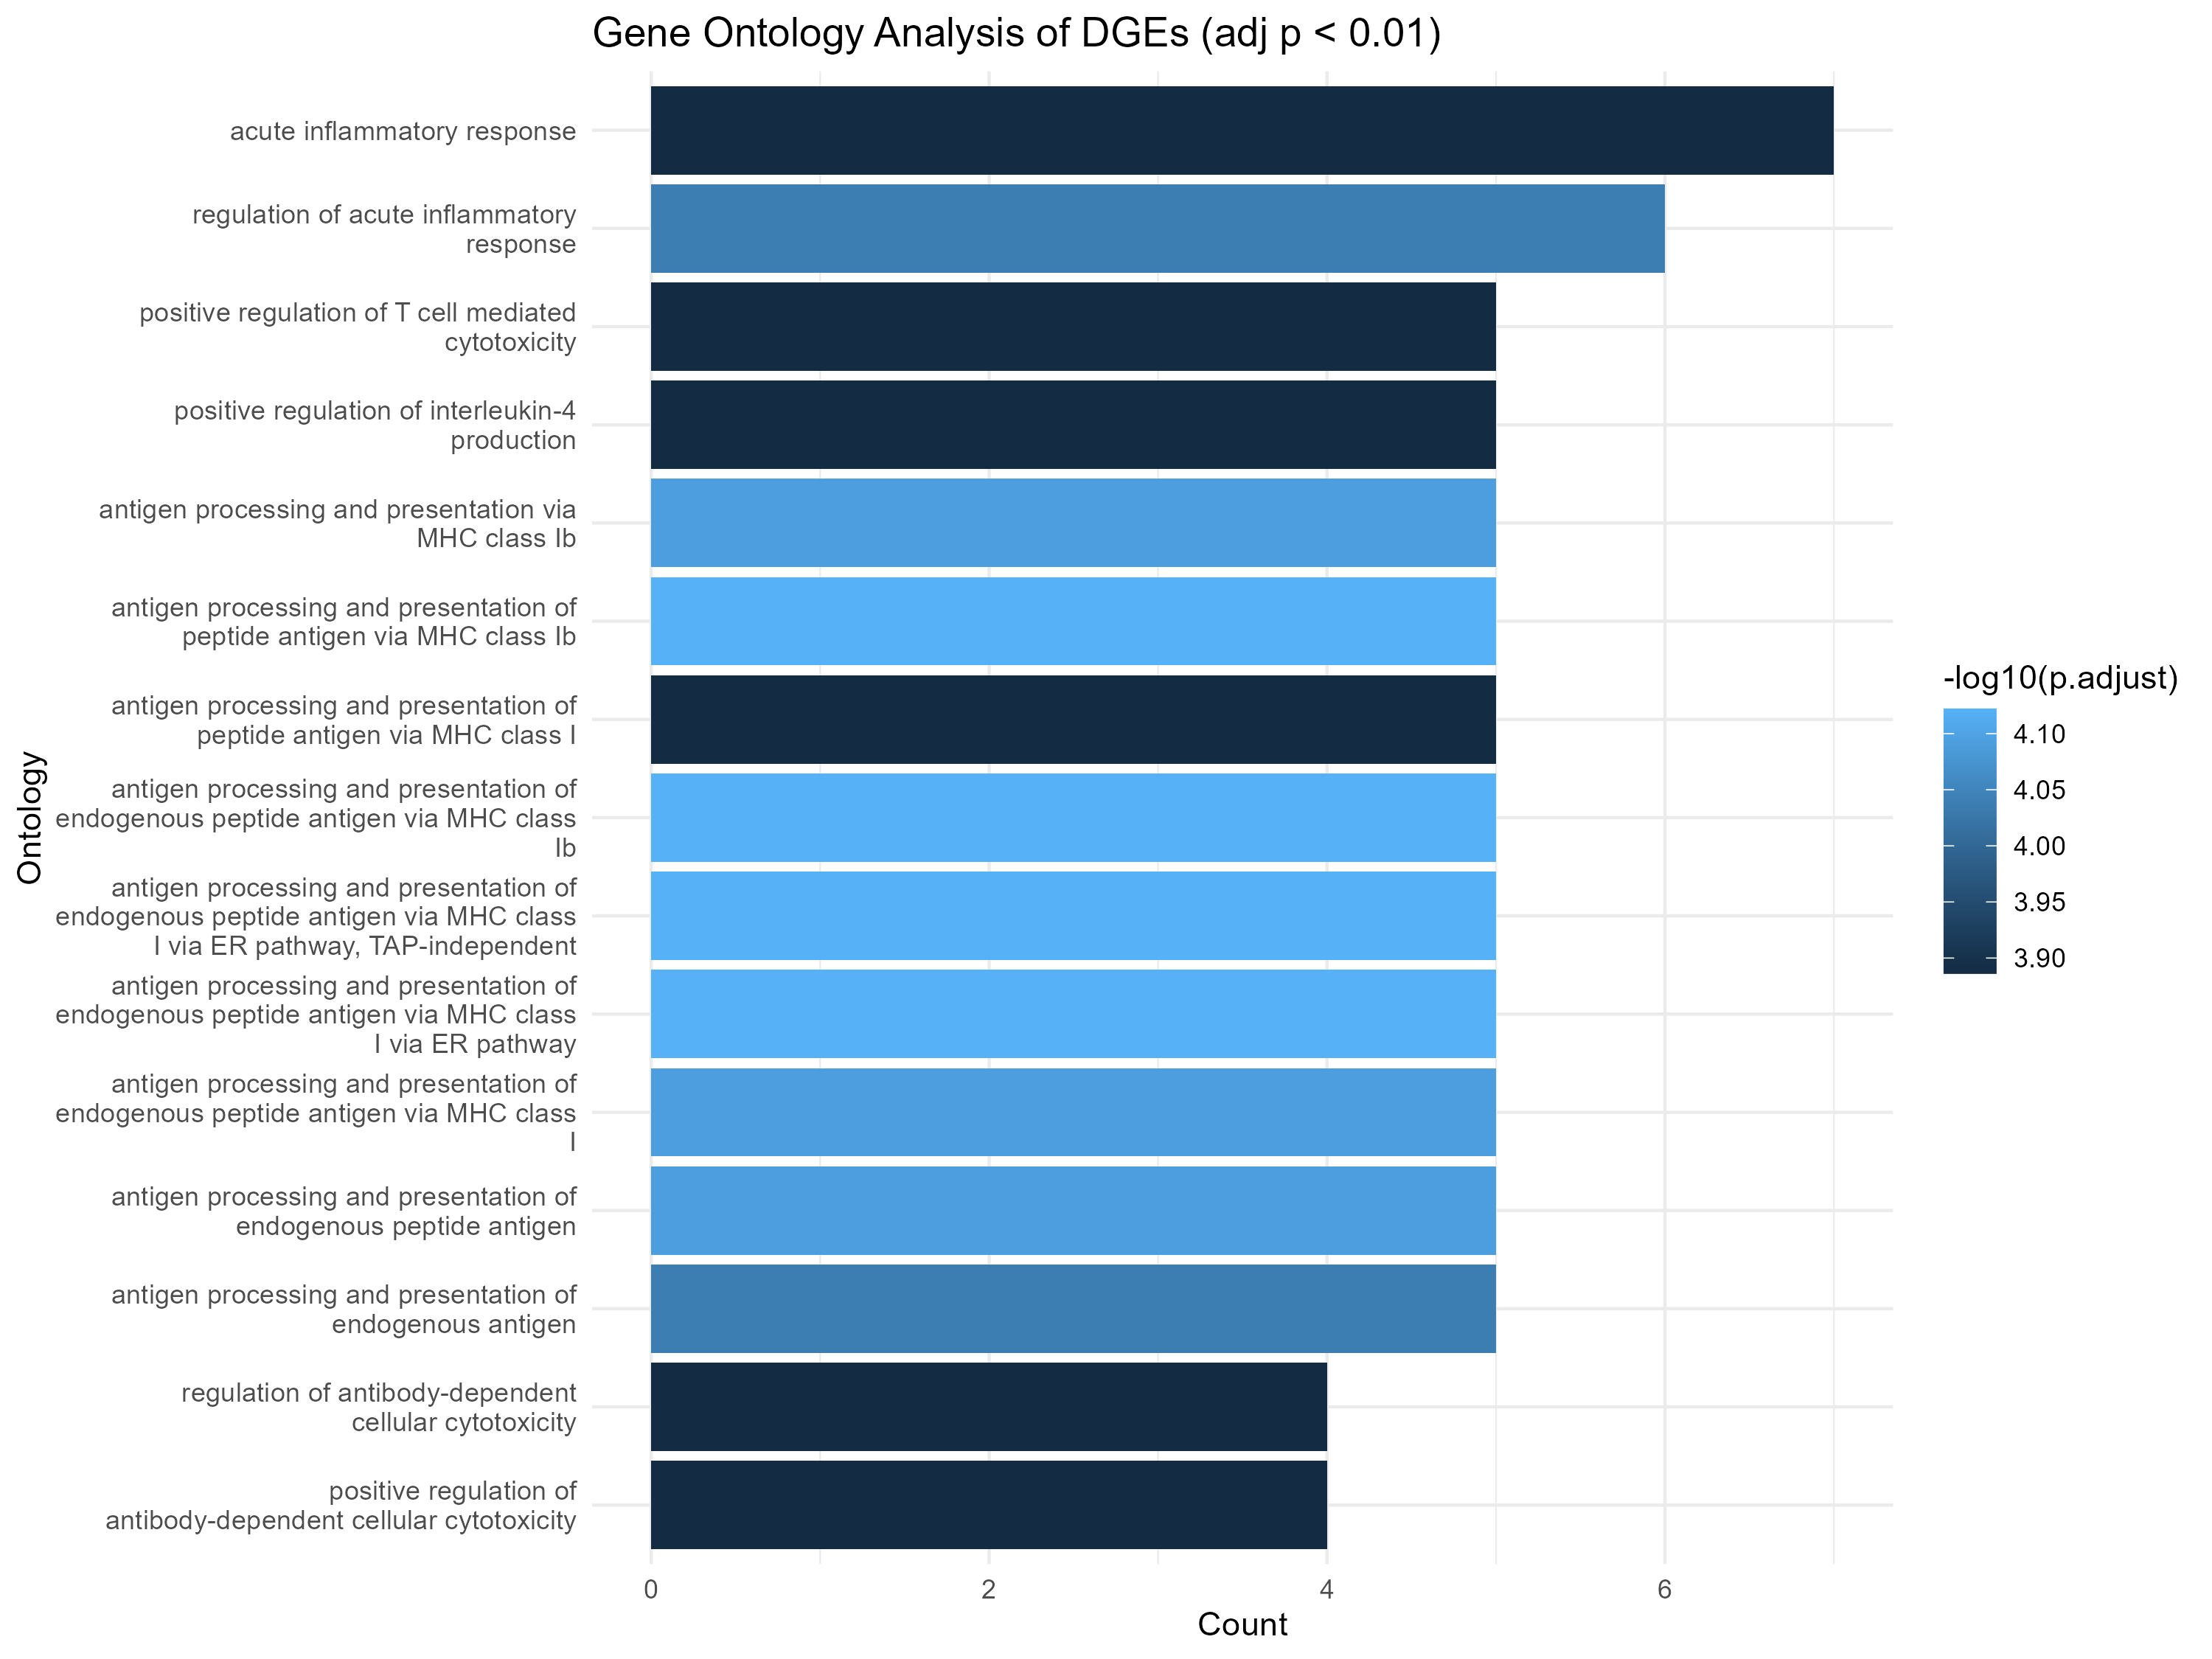 Gene Ontology Analysis of DGEs (adj p < 0.01)
acute inflammatory response
regulation of acute inflammatory
response
positive regulation of T cell mediated
cytotoxicity
positive regulation of interleukin-4
production
antigen processing and presentation via
MHC class Ib
antigen processing and presentation of
peptide antigen via MHC class Ib
antigen processing and presentation of
peptide antigen via MHC class I
antigen processing and presentation of
endogenous peptide antigen via MHC class
Ib
antigen processing and presentation of
endogenous peptide antigen via MHC class
I via ER pathway, TAP-independent
antigen processing and presentation of
endogenous peptide antigen via MHC class
I via ER pathway
antigen processing and presentation of
endogenous peptide antigen via MHC class
I
antigen processing and presentation of
endogenous peptide antigen
antigen processing and presentation of
endogenous antigen
regulation of antibody-dependent
cellular cytotoxicity
positive regulation of
antibody-dependent cellular cytotoxicity
Ontology
0 2 4 6
Count
-log10(p.adjust)
4.10
4.05
4.00
3.95
3.90